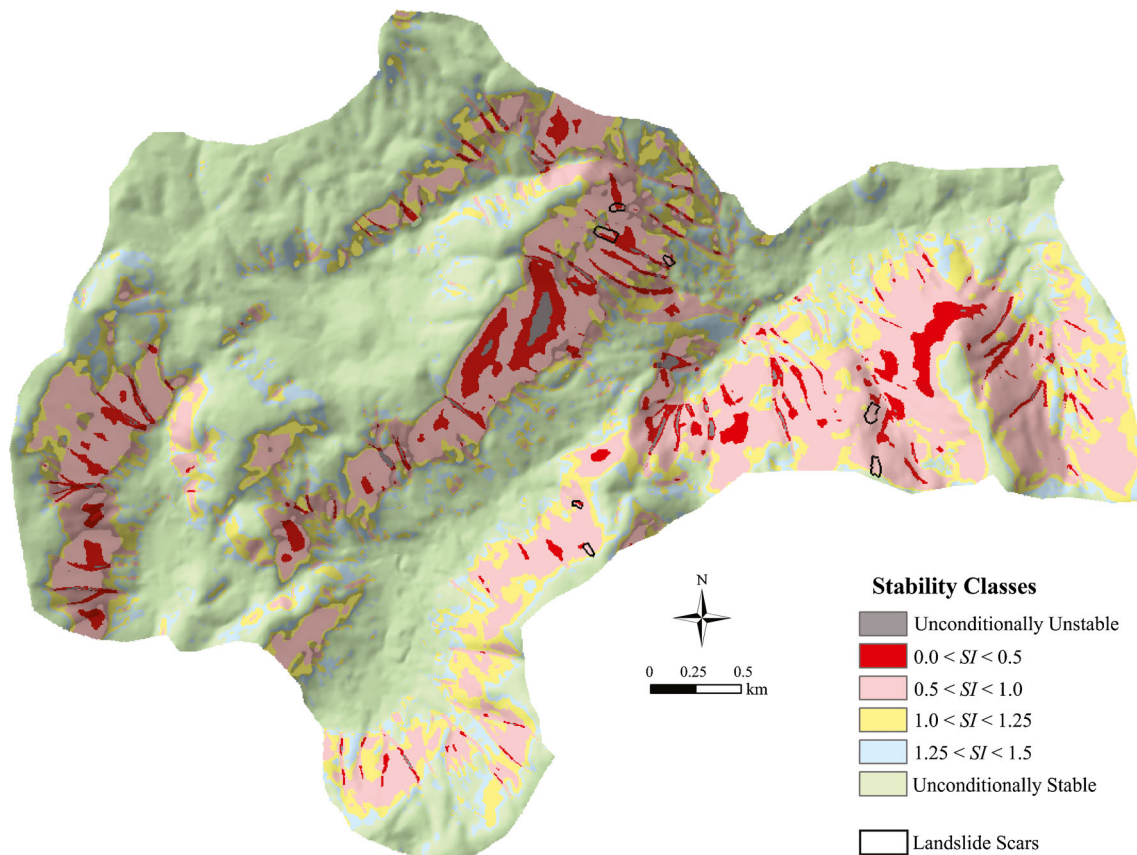 N
0 0.25 0.5
km
Stability Classes
Unconditionally Unstable
0.0 < SI < 0.5
0.5 < SI < 1.0
1.0 < SI < 1.25
1.25 < SI < 1.5
Unconditionally Stable
Landslide Scars